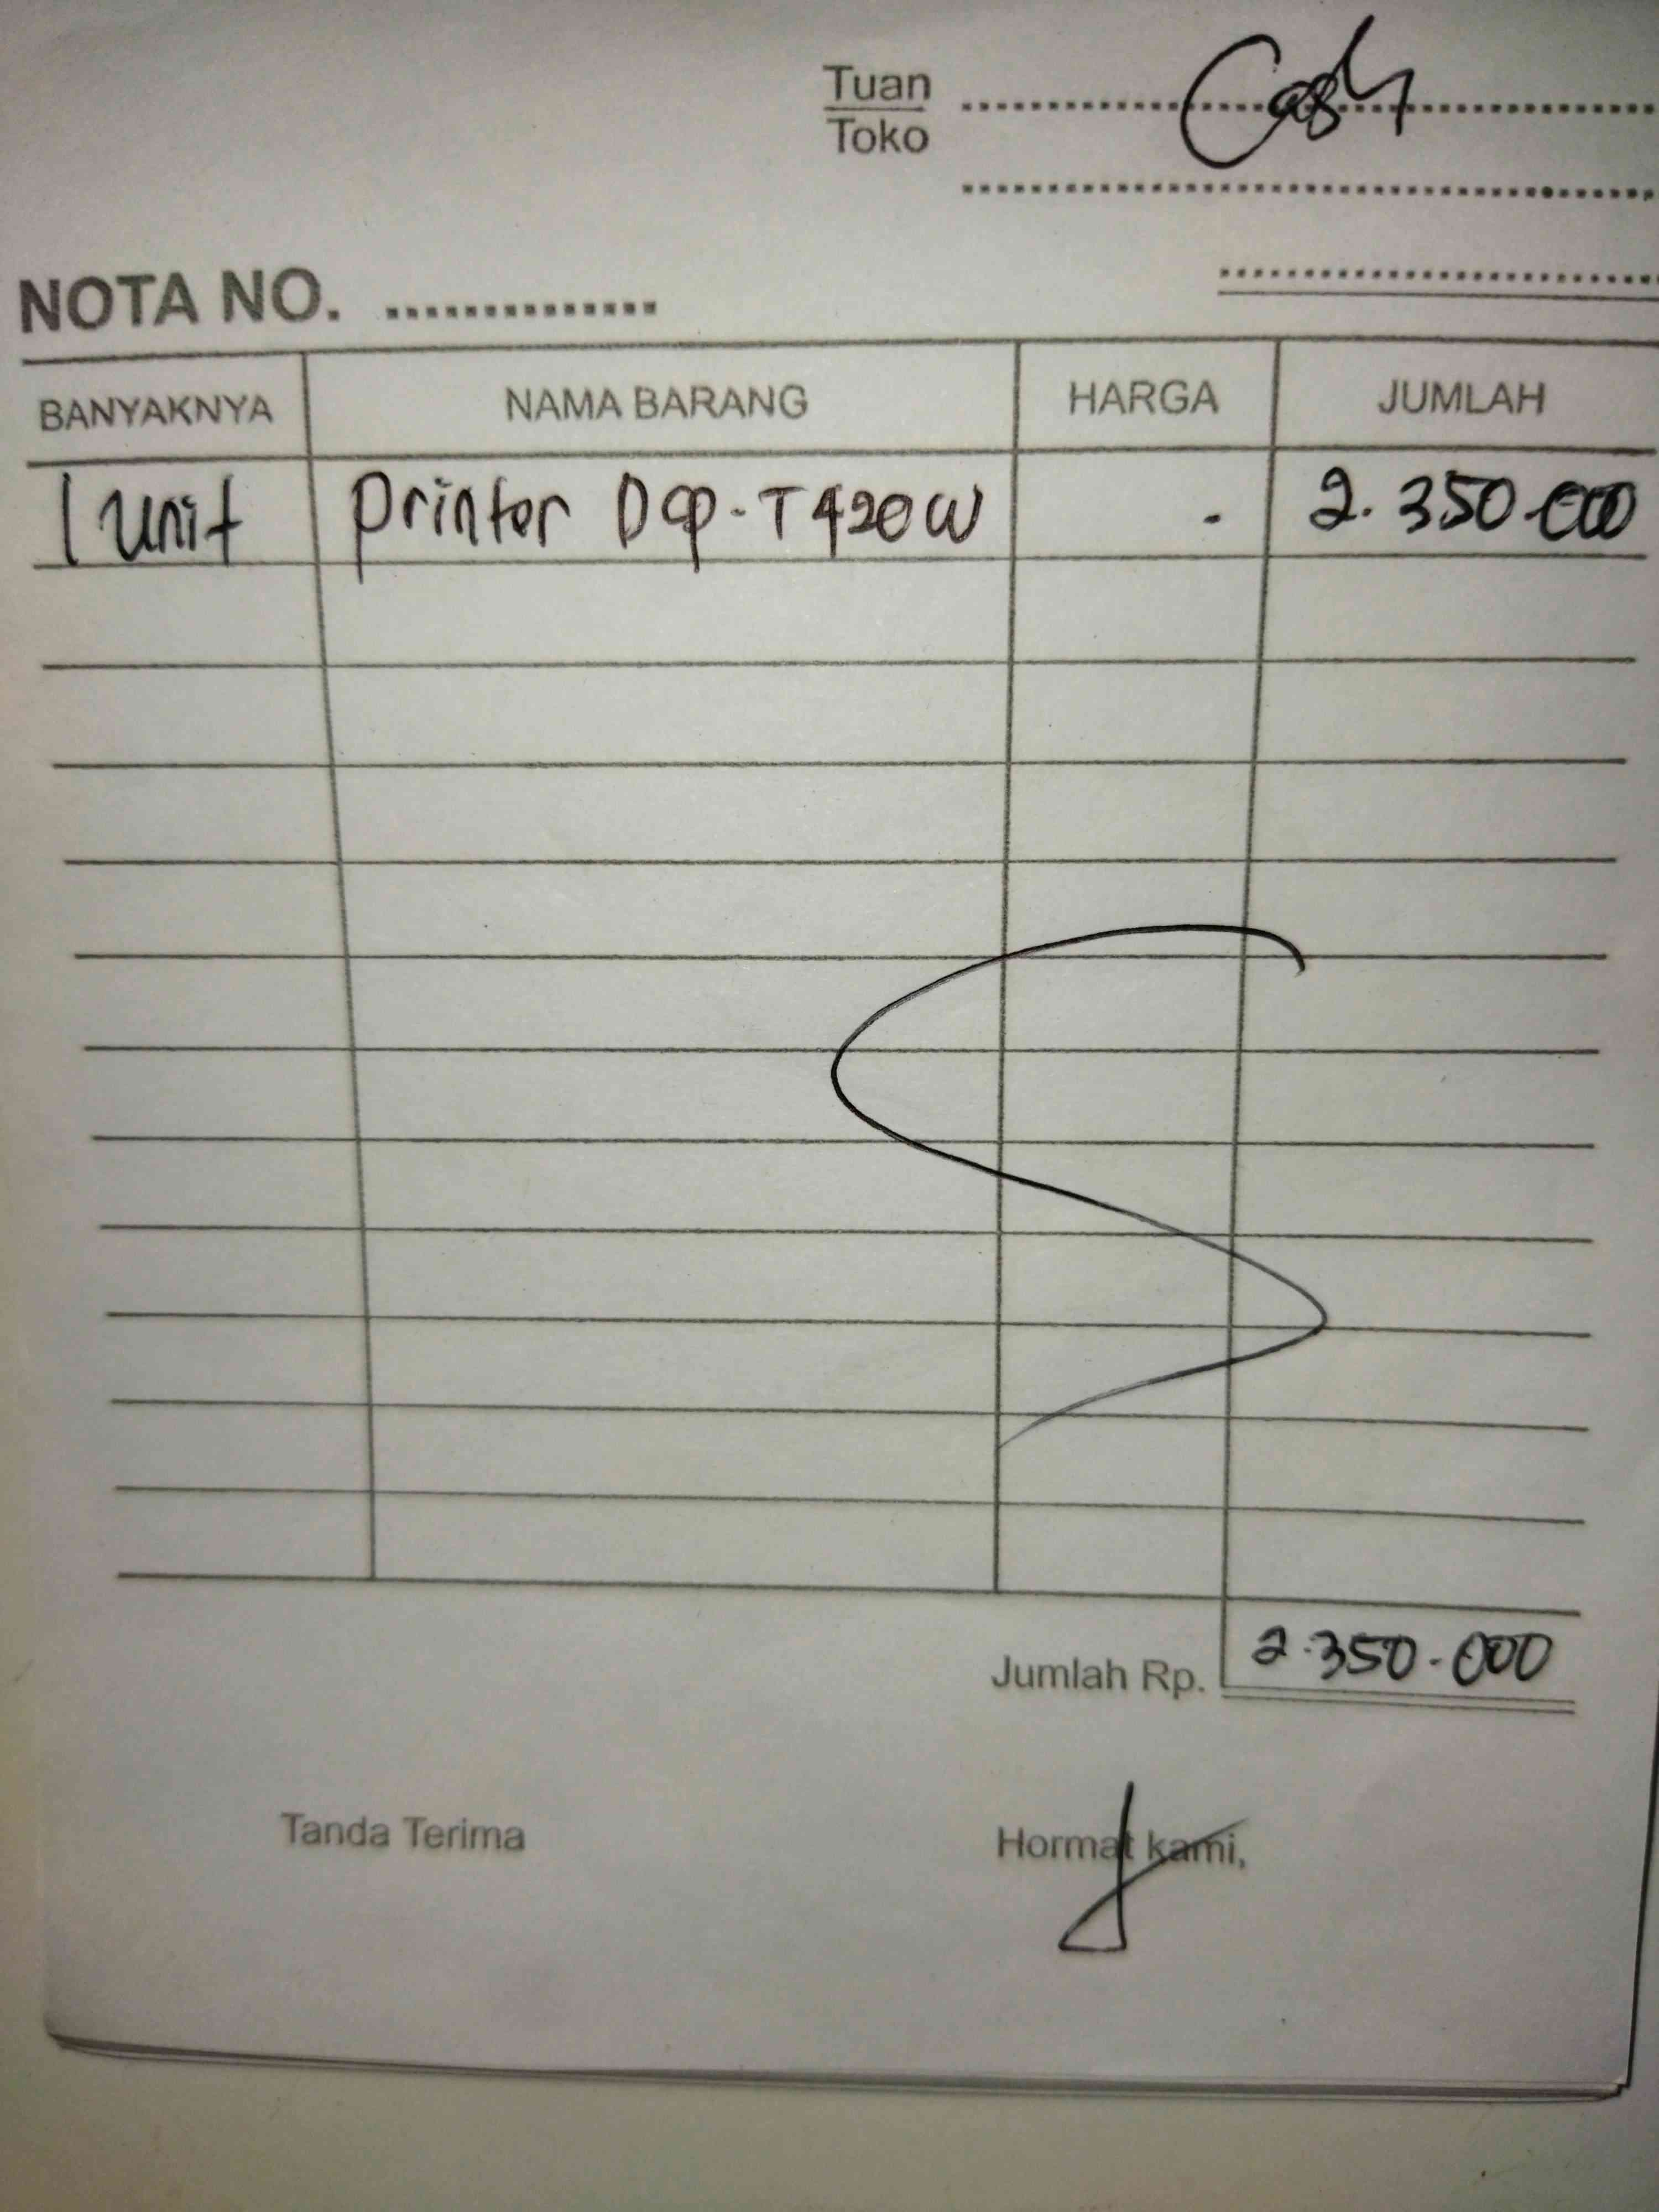 Tuan Cash
Toko
NOTA NO. ..............
BANYAKNYA NAMA BARANG HARGA JUMLAH
1 Unit Printer Dcp-T420W - 2.350.000
Jumlah Rp. 2.350.000
Tanda Terima Hormat kami,